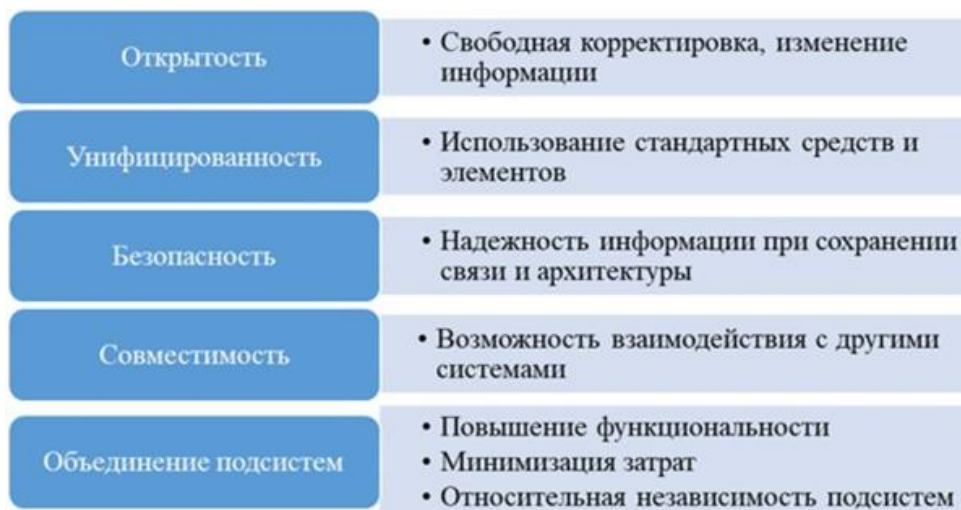 Открытость
• Свободная корректировка, изменение
информации
Унифицированность
• Использование стандартных средств и
элементов
Безопасность
• Надежность информации при сохранении
связи и архитектуры
Совместимость
• Возможность взаимодействия с другими
системами
Объединение подсистем
• Повышение функциональности
• Минимизация затрат
• Относительная независимость подсистем